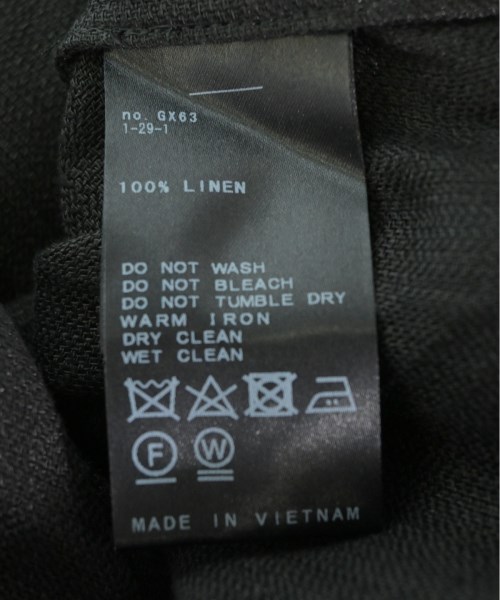 no. GX63
1-29-1
100% LINEN
DO NOT WASH
DO NOT BLEACH
DO NOT TUMBLE DRY
WARM IRON
DRY CLEAN
WET CLEAN
F W
MADE IN VIETNAM